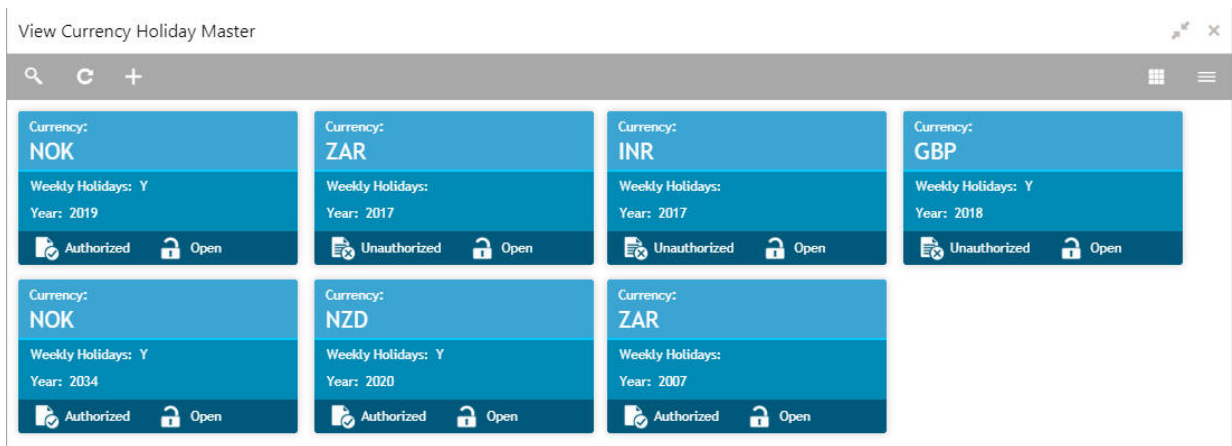 View Currency Holiday Master
Currency:
NOK
Weekly Holidays: Y
Year: 2019
Authorized Open
Currency:
ZAR
Weekly Holidays:
Year: 2017
Unauthorized Open
Currency:
INR
Weekly Holidays:
Year: 2017
Unauthorized Open
Currency:
GBP
Weekly Holidays: Y
Year: 2018
Unauthorized Open
Currency:
NOK
Weekly Holidays: Y
Year: 2034
Authorized Open
Currency:
NZD
Weekly Holidays: Y
Year: 2020
Authorized Open
Currency:
ZAR
Weekly Holidays:
Year: 2007
Authorized Open